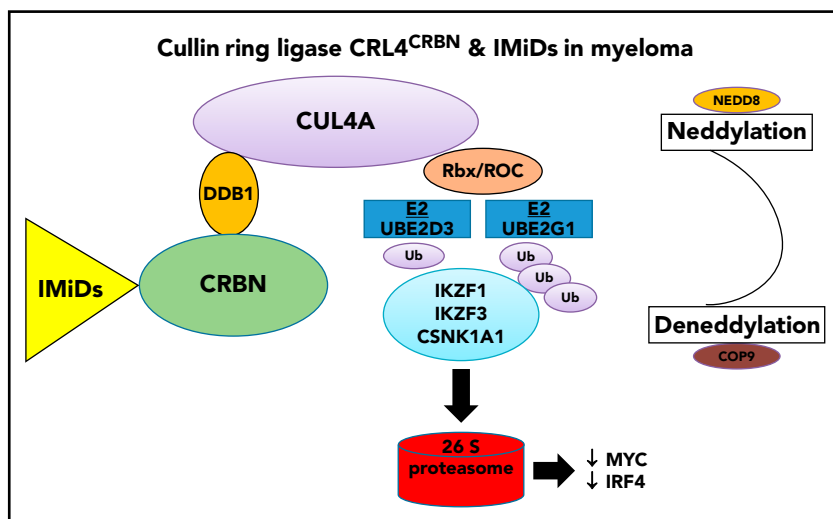 Cullin ring ligase CRL4CRBN & IMiDs in myeloma
CUL4A
NEDD8
Neddylation
Rbx/ROC
DDB1
E2
UBE2D3
E2
UBE2G1
Ub
Ub
Ub
Ub
IMiDs
CRBN
IKZF1
IKZF3
CSNK1A1
Deneddylation
COP9
26 S
proteasome
↓ MYC
↓ IRF4